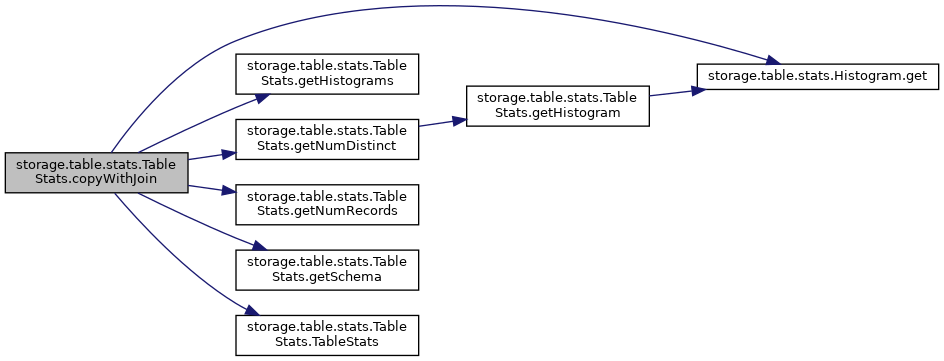 storage.table.stats.Table
Stats.copyWithJoin
storage.table.stats.Table
Stats.getHistograms
storage.table.stats.Table
Stats.getNumDistinct
storage.table.stats.Table
Stats.getNumRecords
storage.table.stats.Table
Stats.getSchema
storage.table.stats.Table
Stats.TableStats
storage.table.stats.Table
Stats.getHistogram
storage.table.stats.Histogram.get